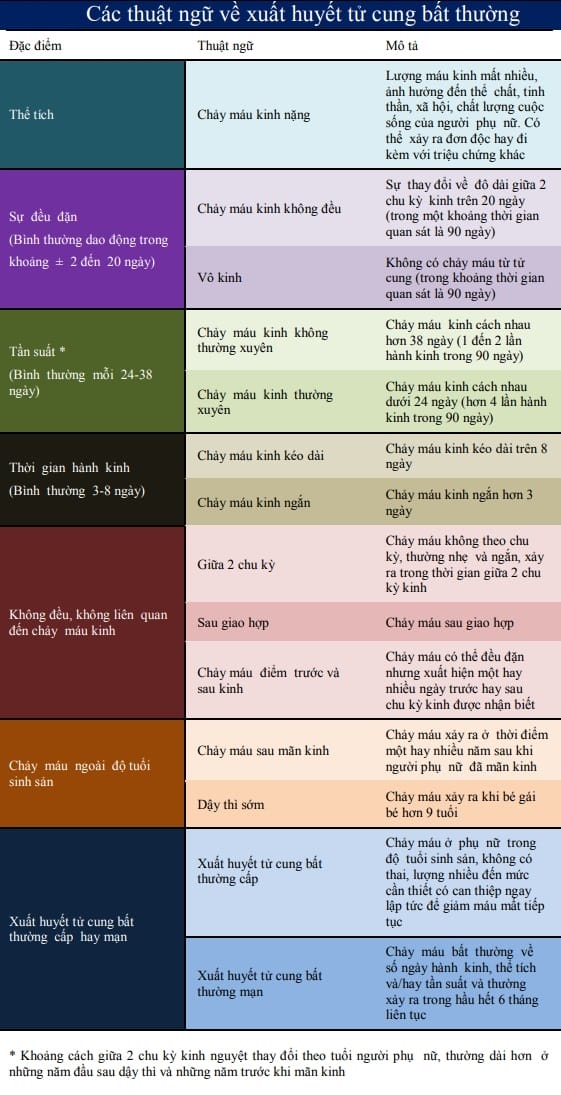 Các thuật ngữ về xuất huyết tử cung bất thường
Đặc điểm
Thuật ngữ
Mô tả
Thể tích
Chảy máu kinh nặng
Lượng máu kinh mất nhiều,
ảnh hưởng đến thể chất, tinh
thần, xã hội, chất lượng cuộc
sống của người phụ nữ. Có
thể xảy ra đơn độc hay đi
kèm với triệu chứng khác
Sự đều đặn
(Bình thường dao động trong
khoảng ± 2 đến 20 ngày)
Chảy máu kinh không đều
Sự thay đổi về đô dài giữa 2
chu kỳ kinh trên 20 ngày
(trong một khoảng thời gian
quan sát là 90 ngày)
Vô kinh
Không có chảy máu từ tử
cung (trong khoảng thời gian
quan sát là 90 ngày)
Tần suất *
(Bình thường mỗi 24-38
ngày)
Chảy máu kinh không
thường xuyên
Chảy máu kinh cách nhau
hơn 38 ngày (1 đến 2 lần
hành kinh trong 90 ngày)
Chảy máu kinh thường
xuyên
Chảy máu kinh cách nhau
dưới 24 ngày (hơn 4 lần hành
kinh trong 90 ngày)
Thời gian hành kinh
(Bình thường 3-8 ngày)
Chảy máu kinh kéo dài
Chảy máu kinh kéo dài trên 8
ngày
Chảy máu kinh ngắn
Chảy máu kinh ngắn hơn 3
ngày
Không đều, không liên quan
đến chảy máu kinh
Giữa 2 chu kỳ
Chảy máu không theo chu
kỳ, thường nhẹ và ngắn, xảy
ra trong thời gian giữa 2 chu
kỳ kinh
Sau giao hợp
Chảy máu sau giao hợp
Chảy máu điểm trước và
sau kinh
Chảy máu có thể đều đặn
nhưng xuất hiện một hay
nhiều ngày trước hay sau
chu kỳ kinh được nhận biết
Chảy máu ngoài độ tuổi
sinh sản
Chảy máu sau mãn kinh
Chảy máu xảy ra ở thời điểm
một hay nhiều năm sau khi
người phụ nữ đã mãn kinh
Dậy thì sớm
Chảy máu xảy ra khi bé gái
bé hơn 9 tuổi
Xuất huyết tử cung bất
thường cấp hay mạn
Xuất huyết tử cung bất
thường cấp
Chảy máu ở phụ nữ trong
độ tuổi sinh sản, không có
thai, lượng nhiều đến mức
cần thiết có can thiệp ngay
lập tức để giảm máu mất tiếp
tục
Xuất huyết tử cung bất
thường mạn
Chảy máu bất thường về
số ngày hành kinh, thể tích
và/hay tần suất và thường
xảy ra trong hầu hết 6 tháng
liên tục
* Khoảng cách giữa 2 chu kỳ kinh nguyệt thay đổi theo tuổi người phụ nữ, thường dài hơn ở
những năm đầu sau dậy thì và những năm trước khi mãn kinh